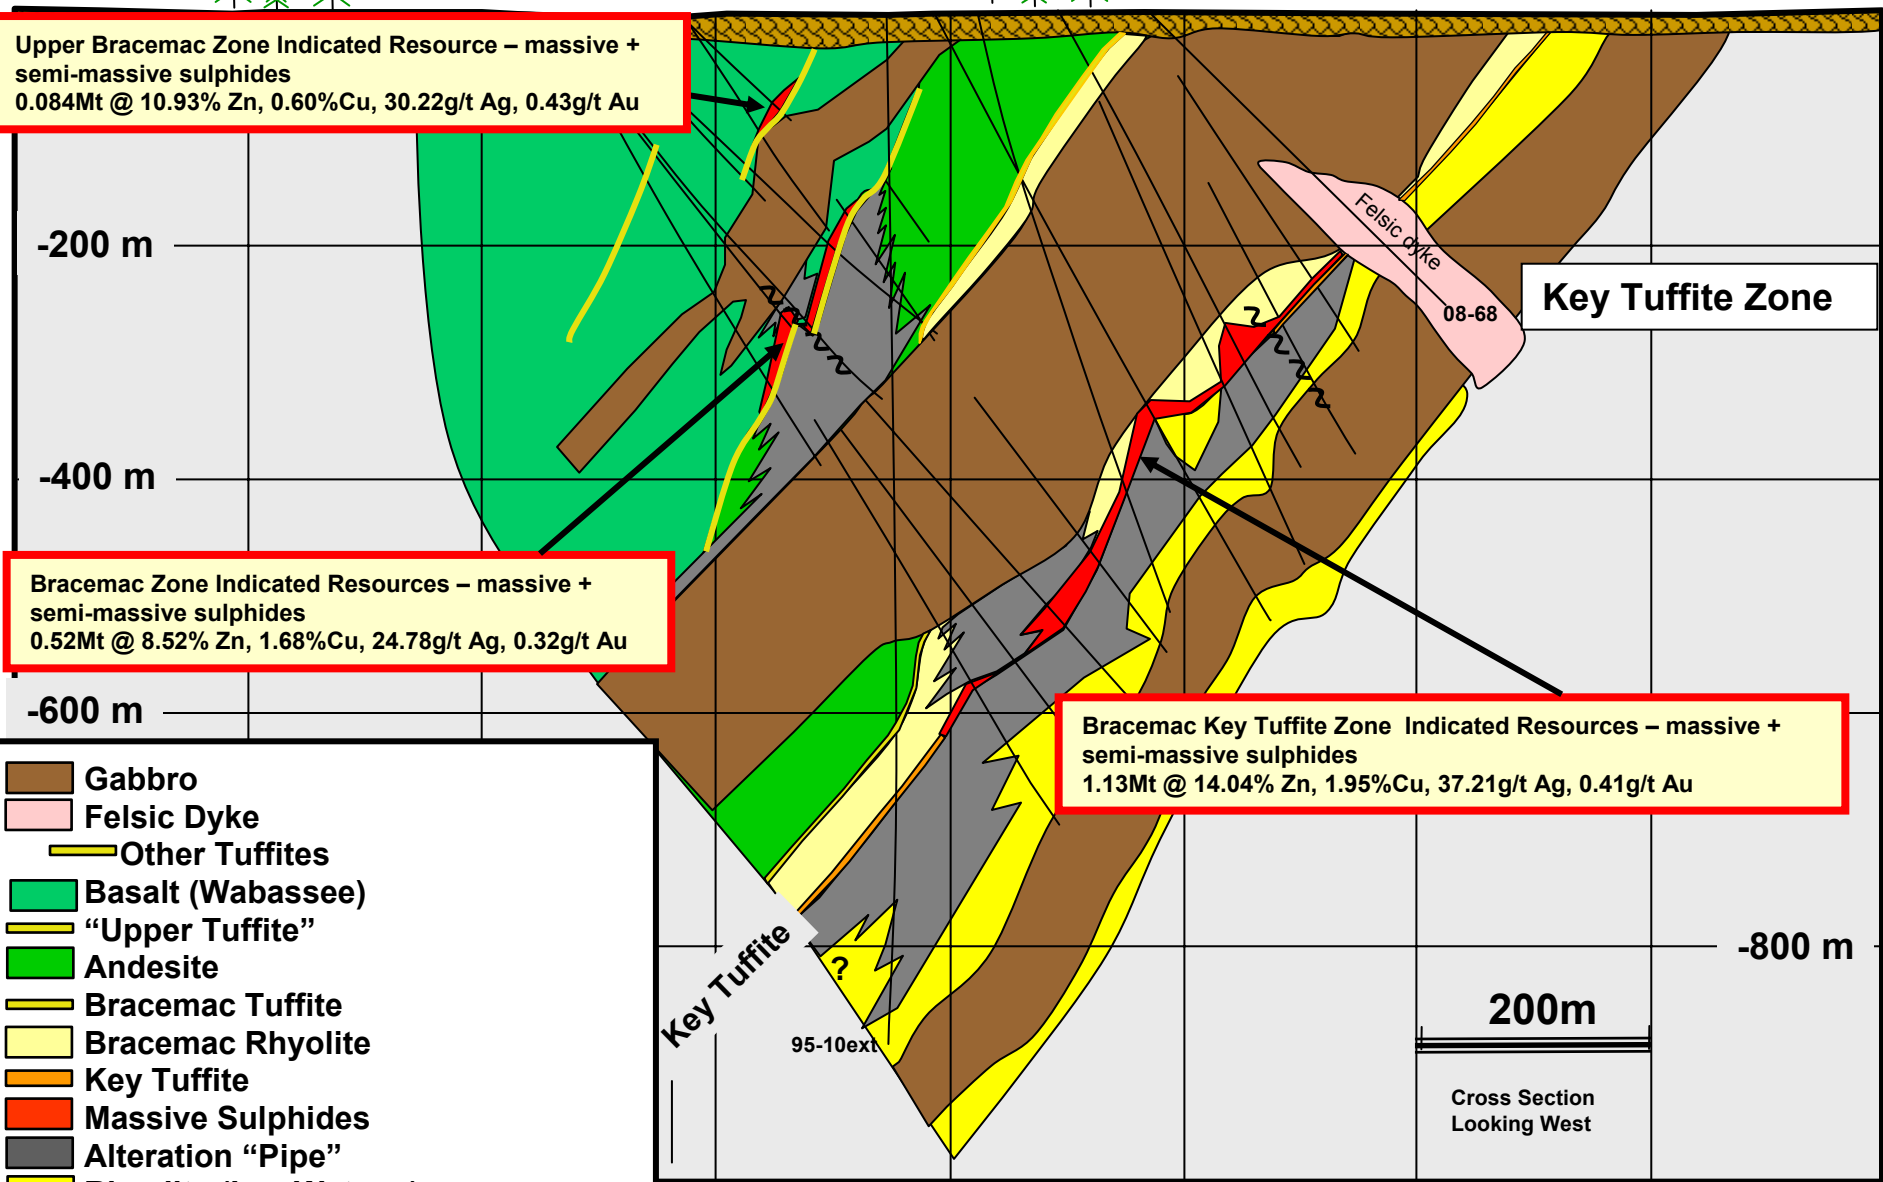 Upper Bracemac Zone Indicated Resource – massive +
semi-massive sulphides
0.084Mt @ 10.93% Zn, 0.60%Cu, 30.22g/t Ag, 0.43g/t Au
-200 m
Felsic dyke
08-68
Key Tuffite Zone
-400 m
Bracemac Zone Indicated Resources – massive +
semi-massive sulphides
0.52Mt @ 8.52% Zn, 1.68%Cu, 24.78g/t Ag, 0.32g/t Au
-600 m
Bracemac Key Tuffite Zone Indicated Resources – massive +
semi-massive sulphides
1.13Mt @ 14.04% Zn, 1.95%Cu, 37.21g/t Ag, 0.41g/t Au
Gabbro
Felsic Dyke
Other Tuffites
Basalt (Wabassee)
“Upper Tuffite”
Andesite
Bracemac Tuffite
Bracemac Rhyolite
Key Tuffite
Massive Sulphides
Alteration “Pipe”
Key Tuffite
?
95-10ext
-800 m
200m
Cross Section
Looking West